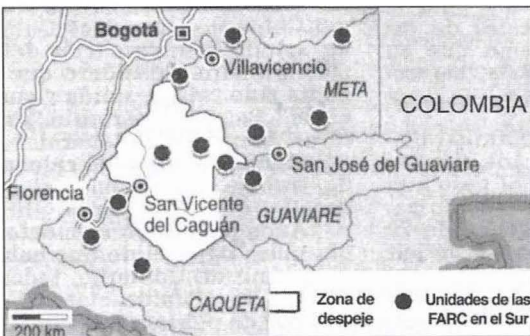 Bogotá
Villavicencio
META
COLOMBIA
San José del Guaviare
Florencia
San Vicente
del Caguán
GUAVIARE
CAQUETA
200 km
Zona de
despeje
Unidades de las
FARC en el Sur